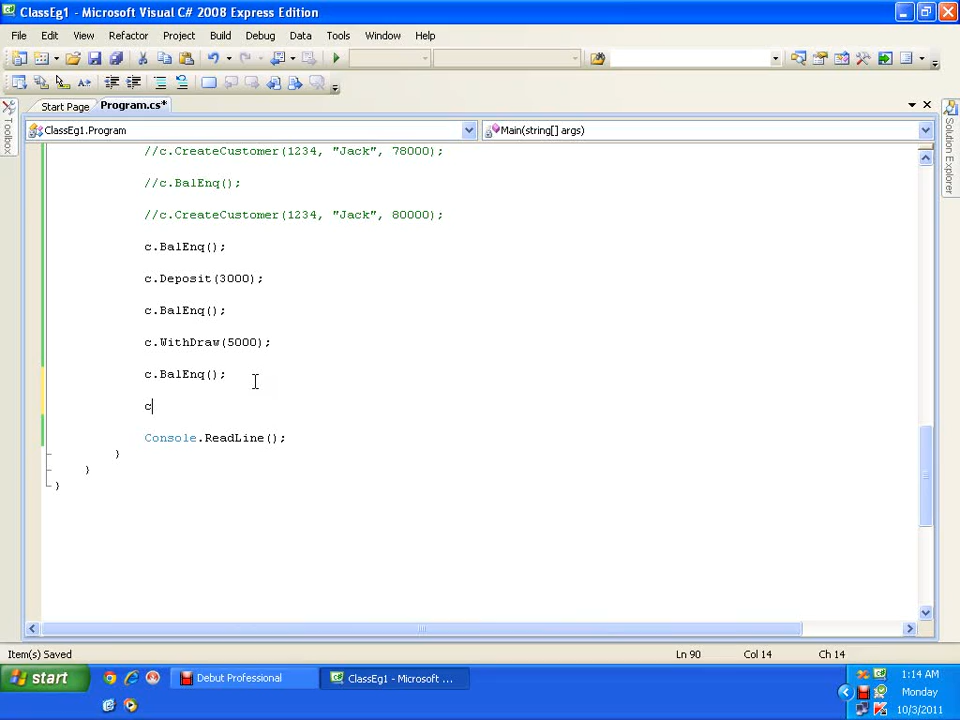 ClassEg1 - Microsoft Visual C# 2008 Express Edition
File Edit View Refactor Project Build Debug Data Tools Window Help
Start Page Program.cs*
Toolbox
Solution Explorer
ClassEg1.Program Main(string[] args)
//c.CreateCustomer(1234, "Jack", 78000);
//c.BalEnq();
//c.CreateCustomer(1234, "Jack", 80000);
c.BalEnq();
c.Deposit(3000);
c.BalEnq();
c.WithDraw(5000);
c.BalEnq();
c
Console.ReadLine();
}
}
}
Item(s) Saved Ln 90 Col 14 Ch 14
start Debut Professional ClassEg1 - Microsoft ... 1:14 AM
Monday
10/3/2011